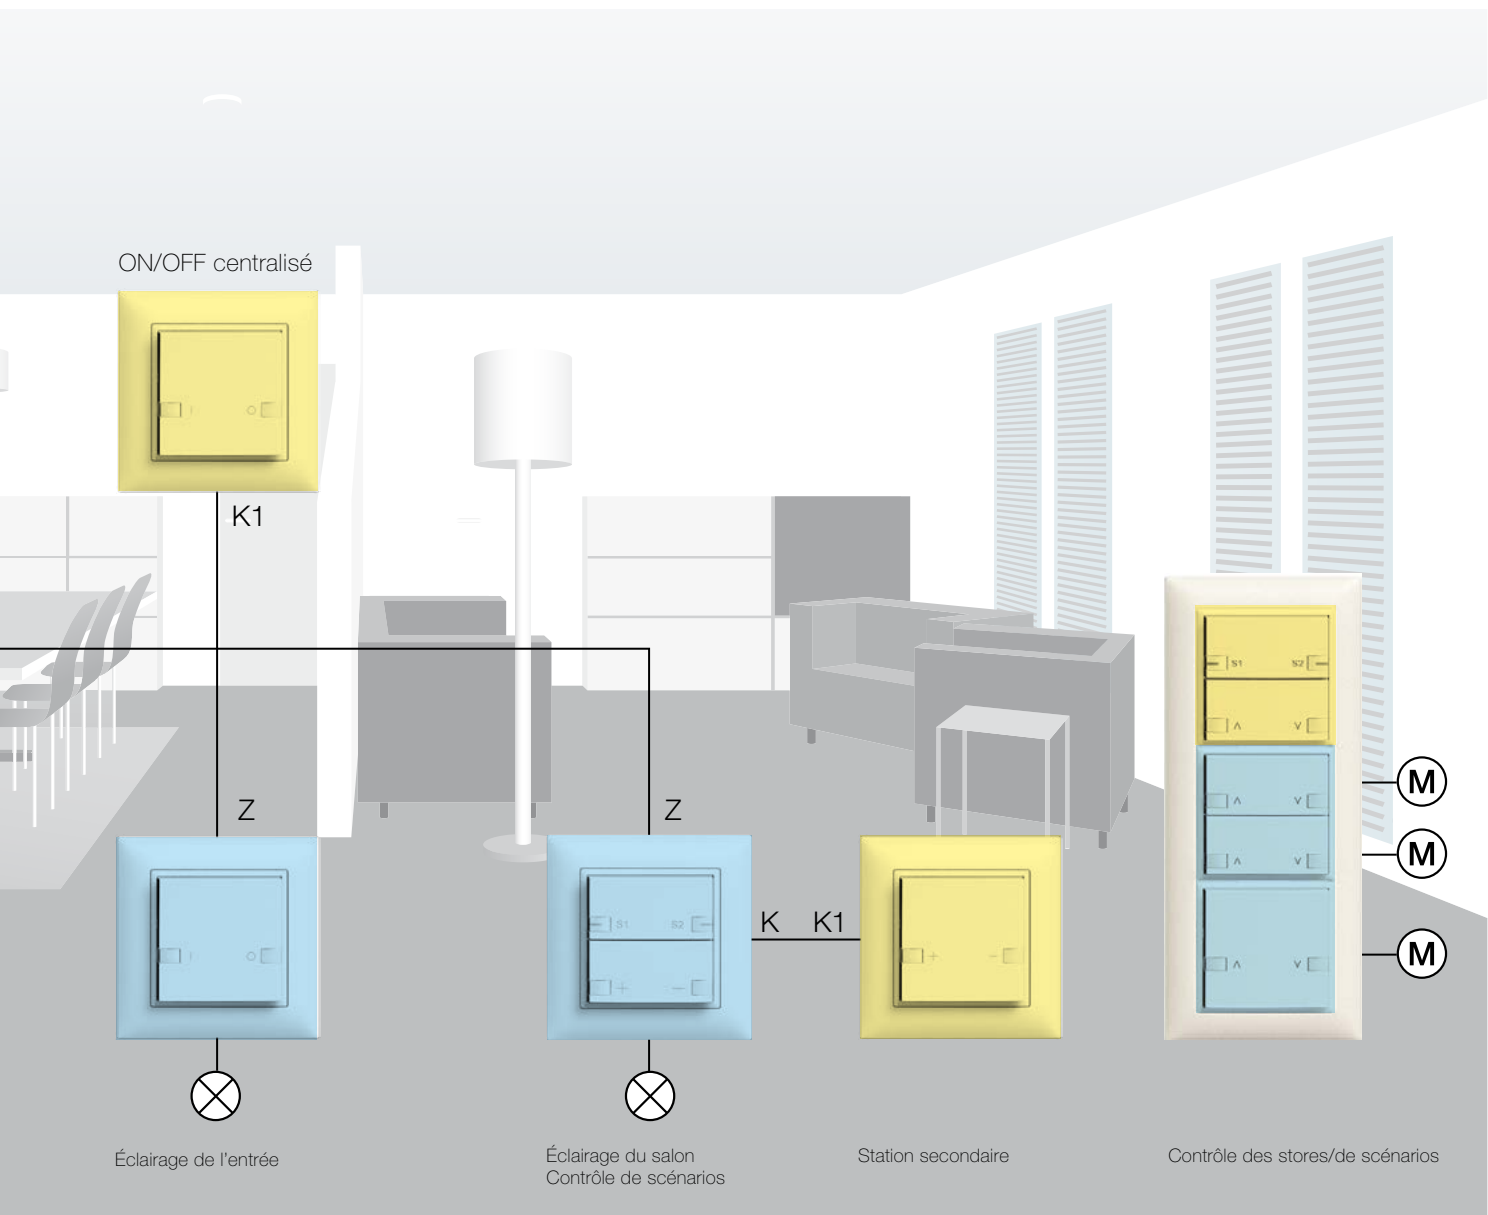 ON/OFF centralisé
K1
Z
Z
K K1
S1 S2
S1 S2
M
M
M
Éclairage de l'entrée
Éclairage du salon
Contrôle de scénarios
Station secondaire
Contrôle des stores/de scénarios